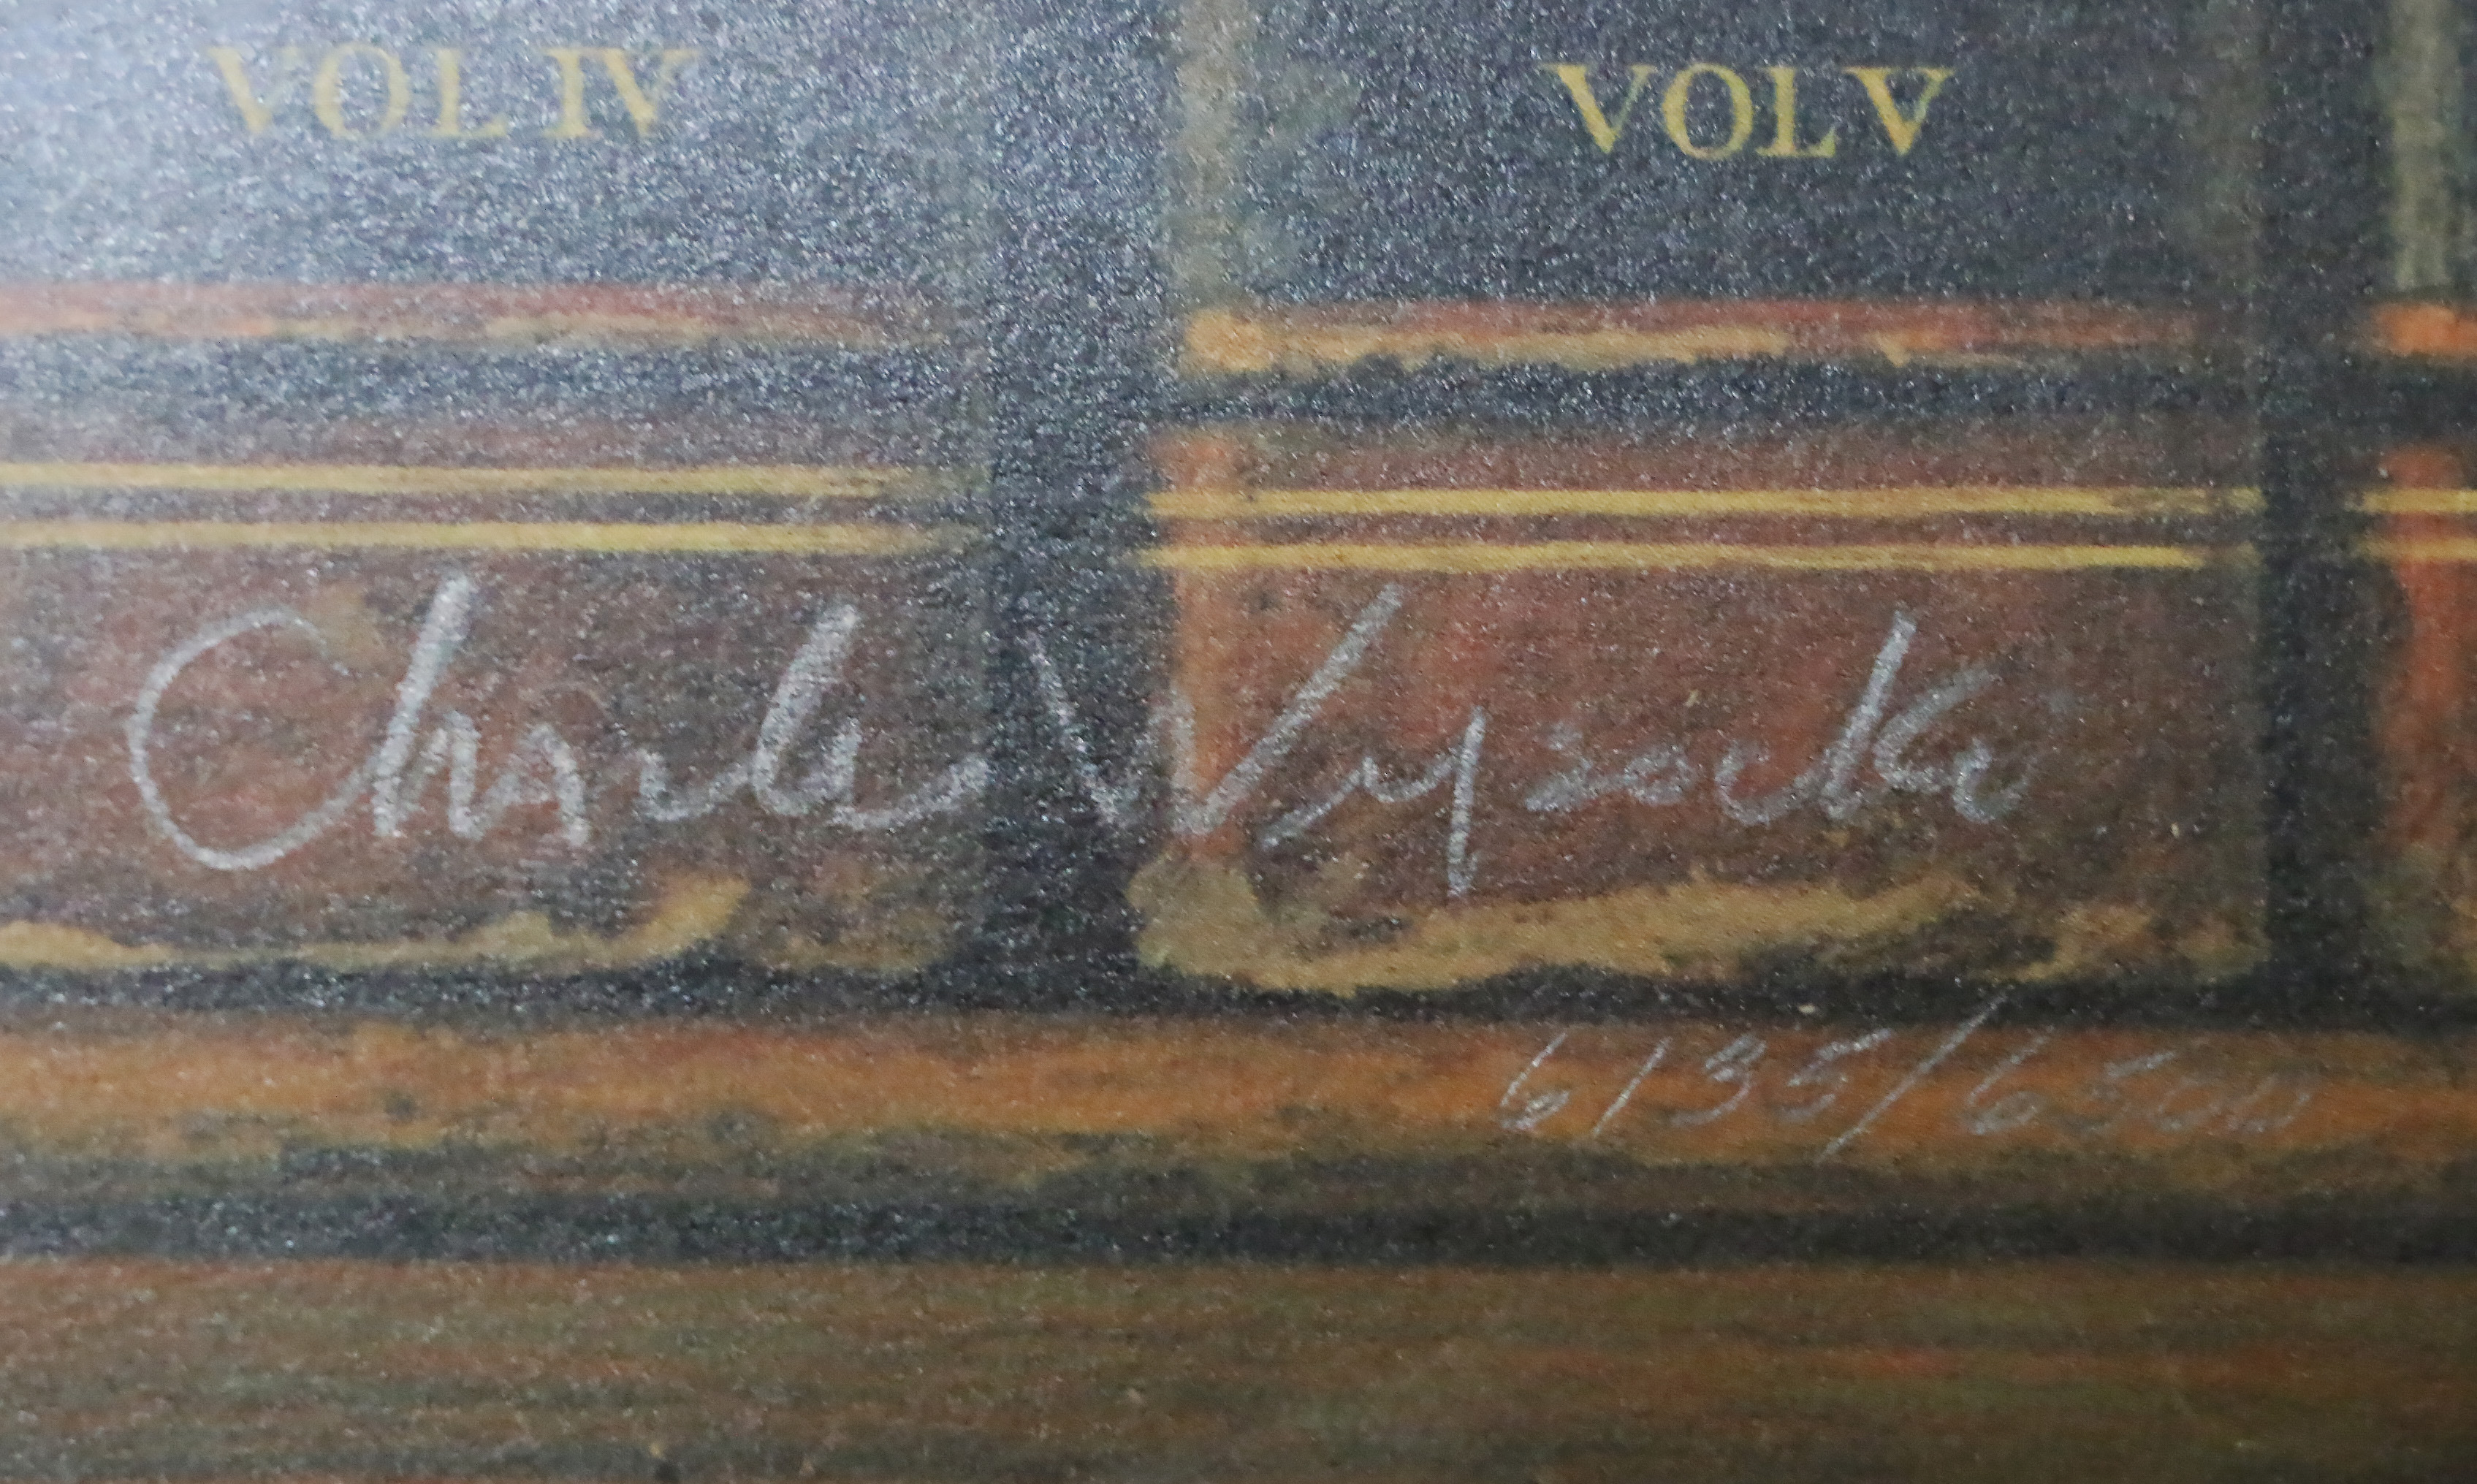 VOL IV
VOL V
Charles Wysocki
6135/6500